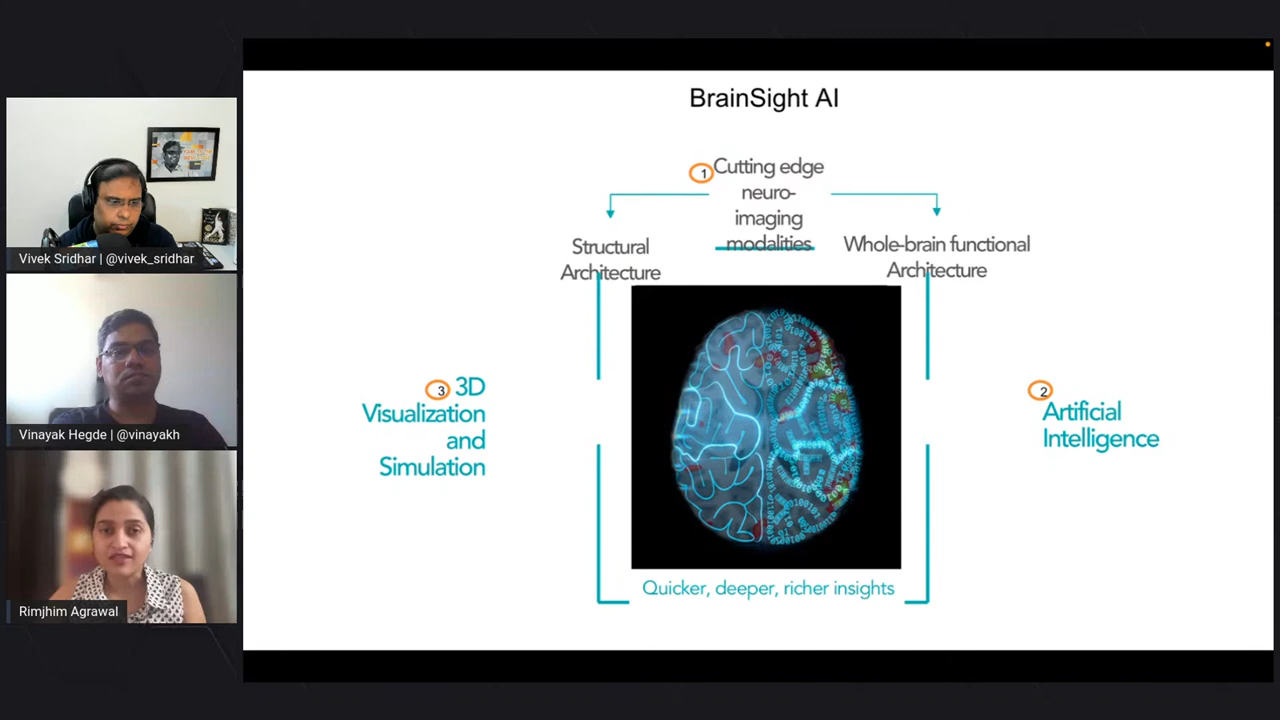 Vivek Sridhar | @vivek_sridhar
Vinayak Hegde | @vinayakh
Rimjhim Agrawal
BrainSight AI
1
Cutting edge
neuro-
imaging
modalities
Structural
Architecture
Whole-brain functional
Architecture
3
3D
Visualization
and
Simulation
2
Artificial
Intelligence
Quicker, deeper, richer insights